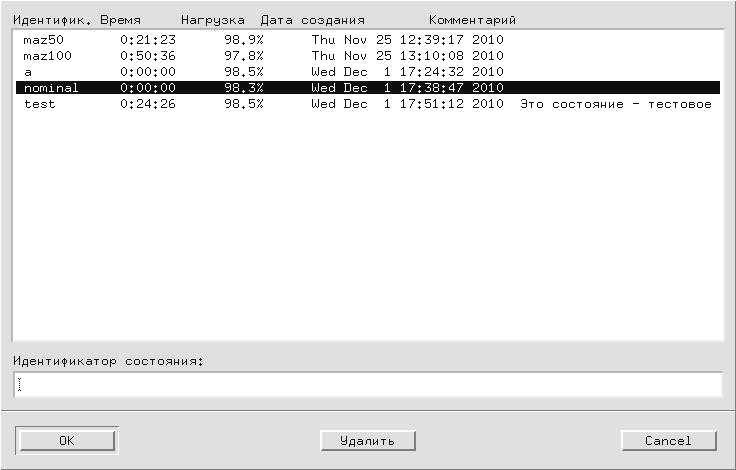 Идентифик. Время Нагрузка Дата создания Комментарий
maz50 0:21:23 98.9% Thu Nov 25 12:39:17 2010
maz100 0:50:36 97.8% Thu Nov 25 13:10:08 2010
a 0:00:00 98.5% Wed Dec 1 17:24:32 2010
nominal 0:00:00 98.3% Wed Dec 1 17:38:47 2010
test 0:24:26 98.5% Wed Dec 1 17:51:12 2010 Это состояние - тестовое
Идентификатор состояния:
OK Удалить Cancel